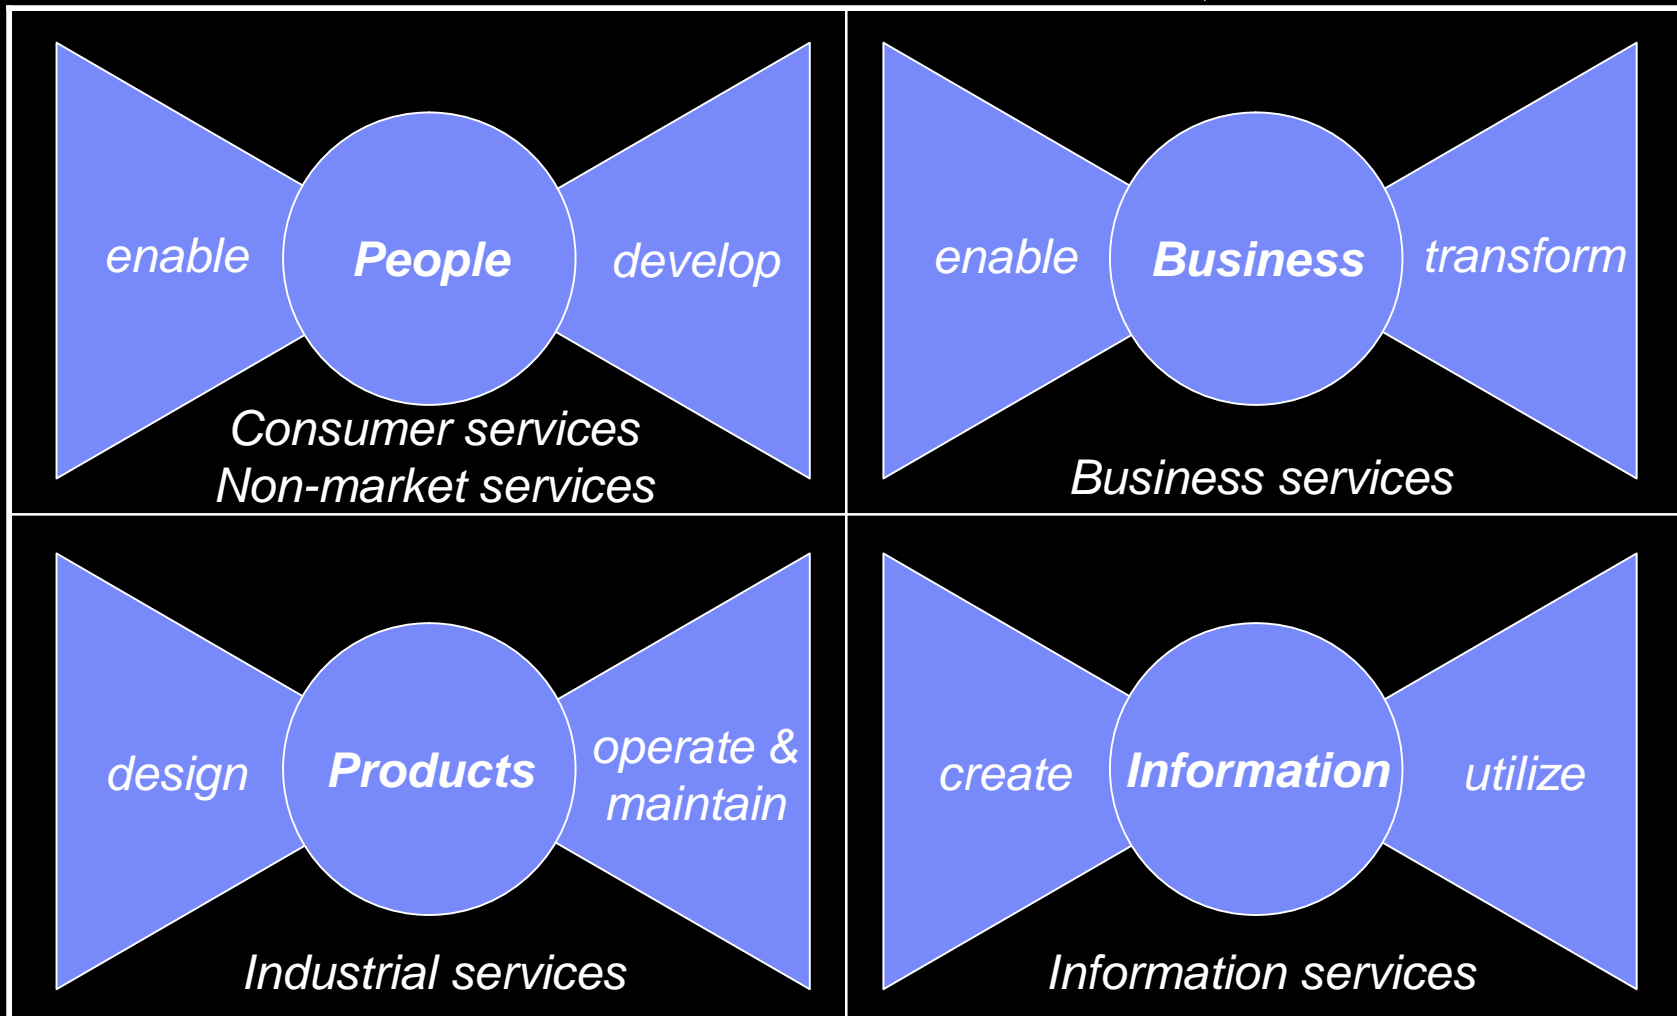 enable
People
develop
Consumer services
Non-market services
enable
Business
transform
Business services
design
Products
operate &
maintain
Industrial services
create
Information
utilize
Information services